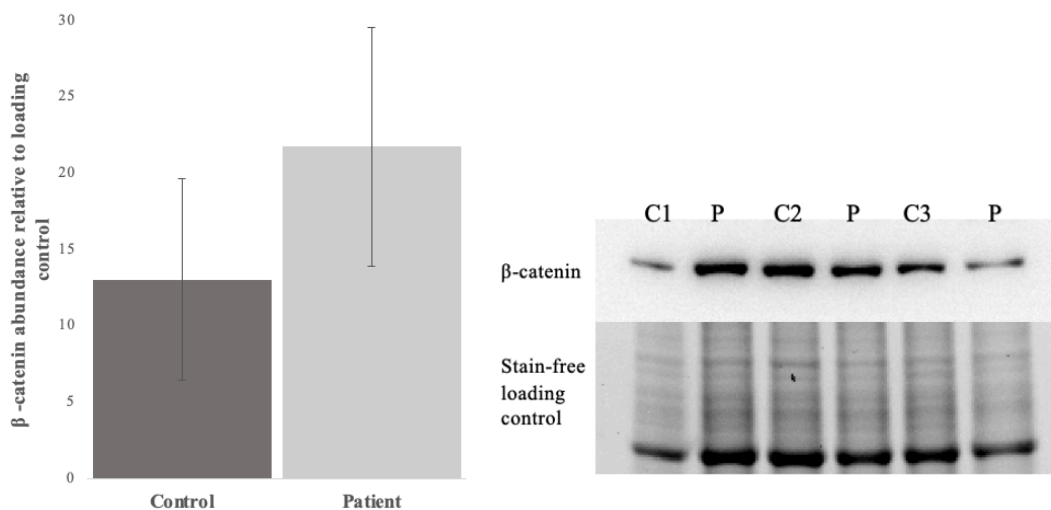 β -catenin abundance relative to loading
control
30
25
20
15
10
5
0
Control
Patient
C1 P C2 P C3 P
β-catenin
Stain-free
loading
control